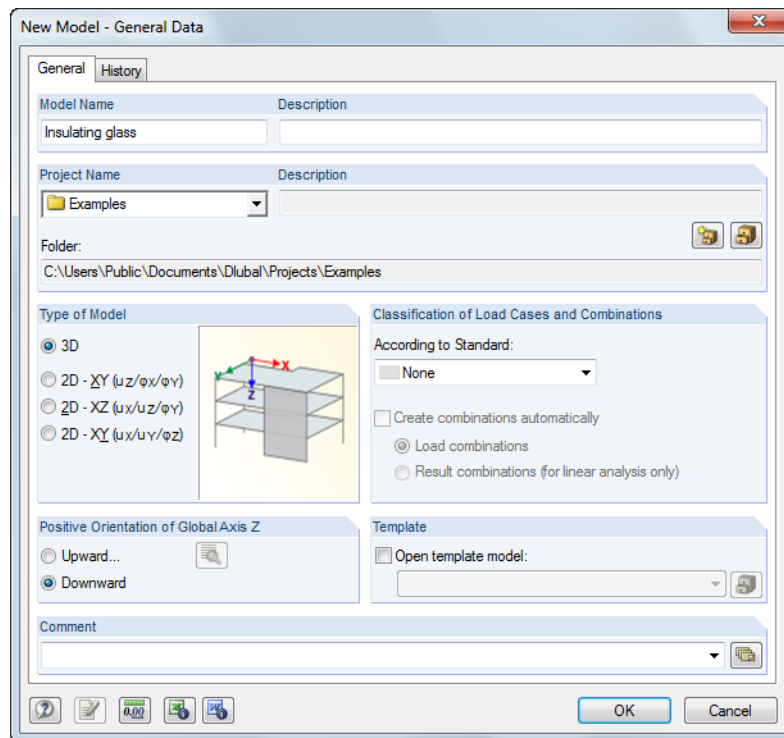 New Model - General Data
General
History
Model Name
Description
Insulating glass
Project Name
Description
Examples
Folder:
C:\Users\Public\Documents\Dlubal\Projects\Examples
Type of Model
3D
2D - XY (uZ/φX/φY)
2D - XZ (uX/uZ/φY)
2D - XY (uX/uY/φZ)
X
Y
Z
Classification of Load Cases and Combinations
According to Standard:
None
Create combinations automatically
Load combinations
Result combinations (for linear analysis only)
Positive Orientation of Global Axis Z
Upward...
Downward
Template
Open template model:
Comment
0.00
OK
Cancel